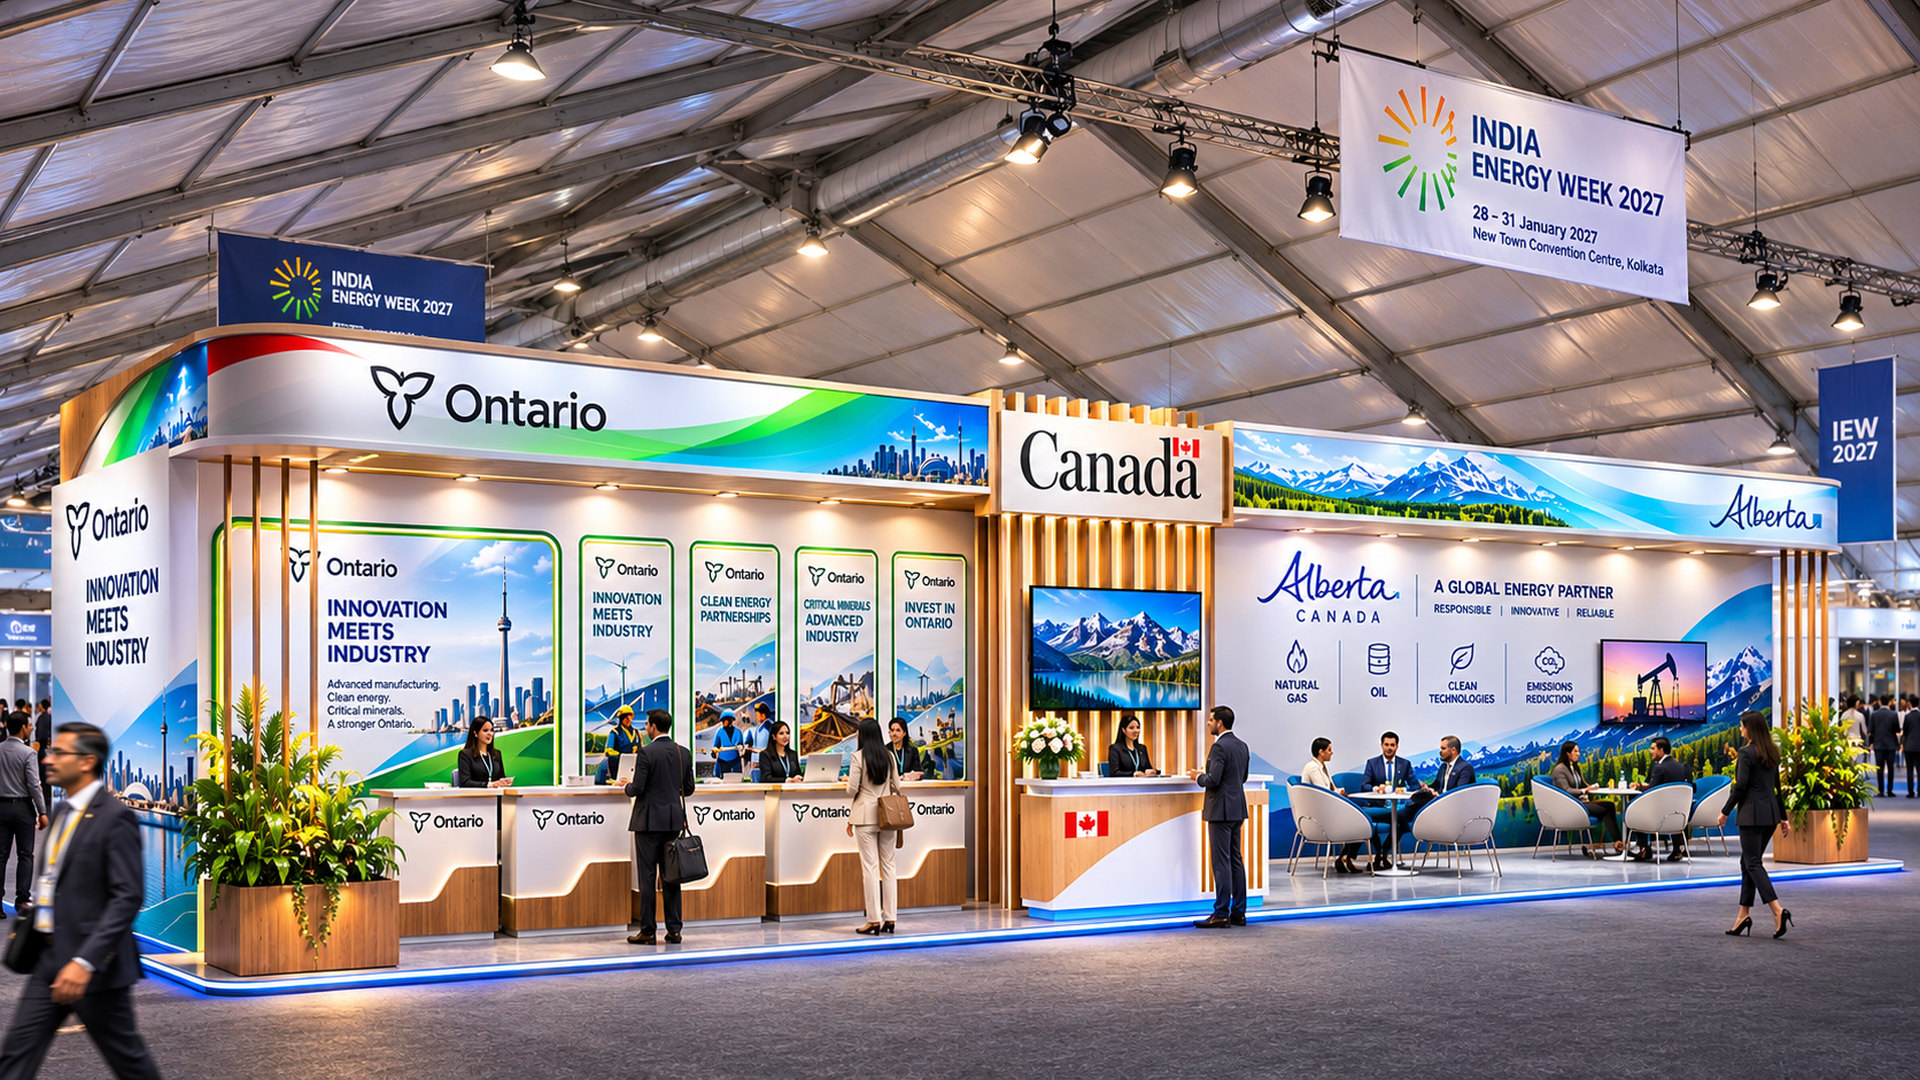 INDIA
ENERGY WEEK 2027
28 – 31 January 2027
New Town Convention Centre, Kolkata
INDIA
ENERGY WEEK 2027
IEW
2027
Ontario
Canada
Alberta
Ontario
INNOVATION
MEETS
INDUSTRY
Ontario
INNOVATION
MEETS
INDUSTRY
Advanced manufacturing.
Clean energy.
Critical minerals.
A stronger Ontario.
Ontario
INNOVATION
MEETS
INDUSTRY
Ontario
CLEAN ENERGY
PARTNERSHIPS
Ontario
CRITICAL MINERALS
ADVANCED
INDUSTRY
Ontario
INVEST IN
ONTARIO
Alberta
CANADA
A GLOBAL ENERGY PARTNER
RESPONSIBLE | INNOVATIVE | RELIABLE
NATURAL
GAS
OIL
CLEAN
TECHNOLOGIES
CO₂
EMISSIONS
REDUCTION
Ontario
Ontario
Ontario
Ontario
Ontario